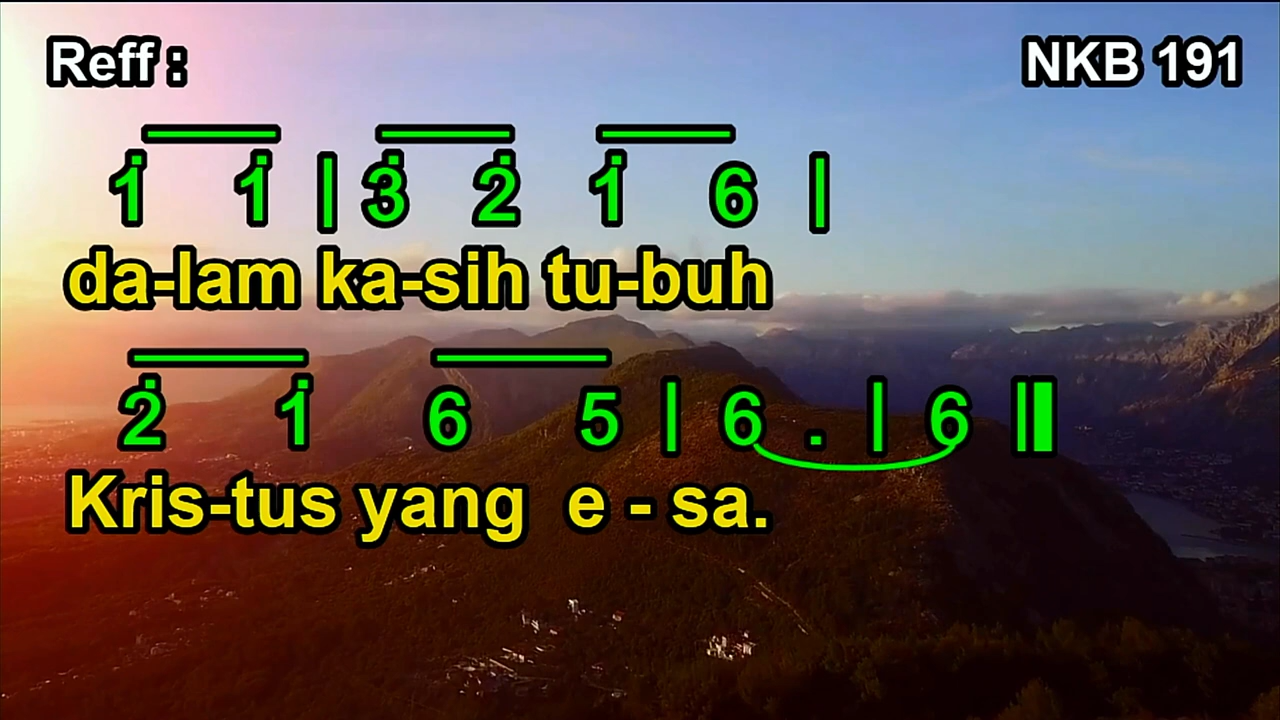 Reff : NKB 191
1̇ 1̇ | 3̇ 2̇ 1̇ 6 |
da-lam ka-sih tu-buh
2̇ 1̇ 6 5 | 6 . | 6 ||
Kris-tus yang e - sa.